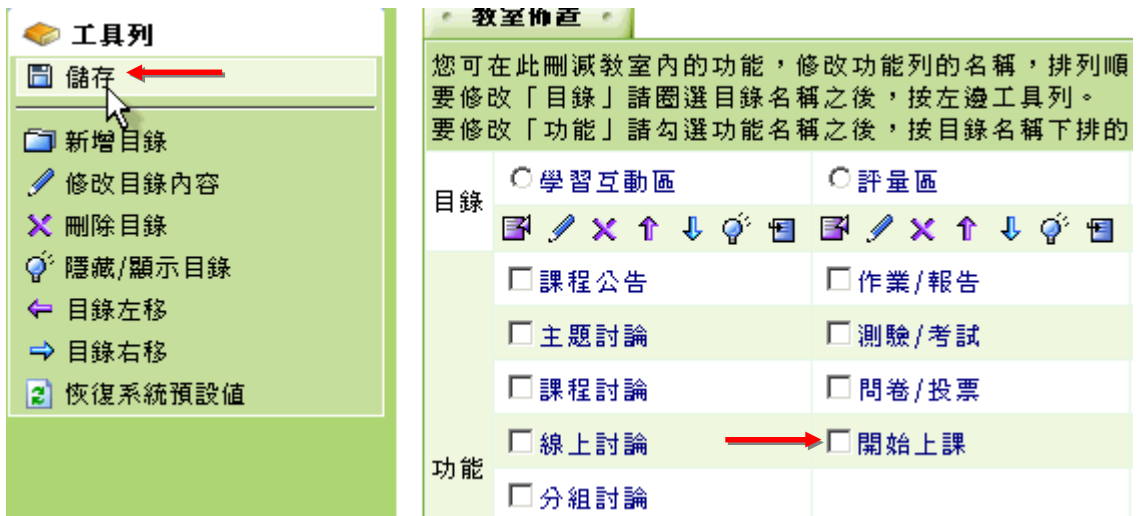 工具列
儲存
新增目錄
修改目錄內容
刪除目錄
隱藏/顯示目錄
目錄左移
目錄右移
恢復系統預設值
· 教室佈置 ·
您可在此刪減教室內的功能，修改功能列的名稱，排列順
要修改「目錄」請圈選目錄名稱之後，按左邊工具列。
要修改「功能」請勾選功能名稱之後，按目錄名稱下排的
目錄
學習互動區
評量區
功能
課程公告
作業/報告
主題討論
測驗/考試
課程討論
問卷/投票
線上討論
開始上課
分組討論